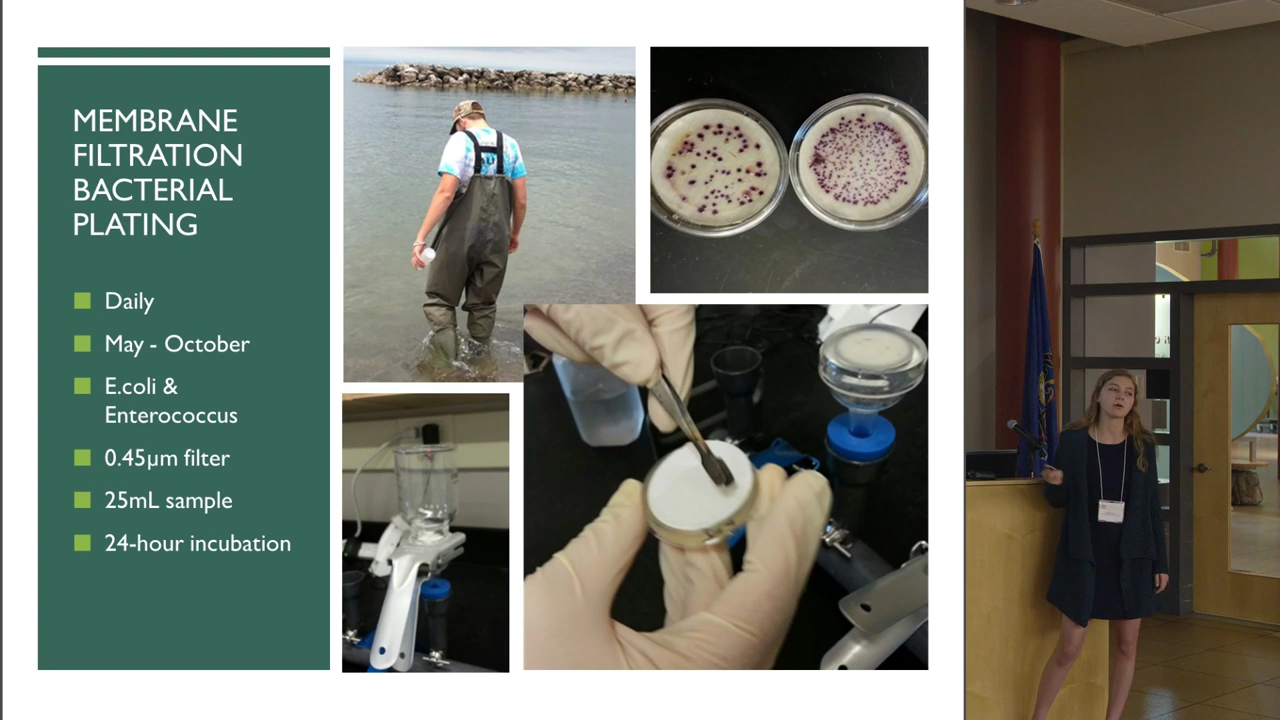 MEMBRANE
FILTRATION
BACTERIAL
PLATING
Daily
May - October
E.coli &
Enterococcus
0.45µm filter
25mL sample
24-hour incubation